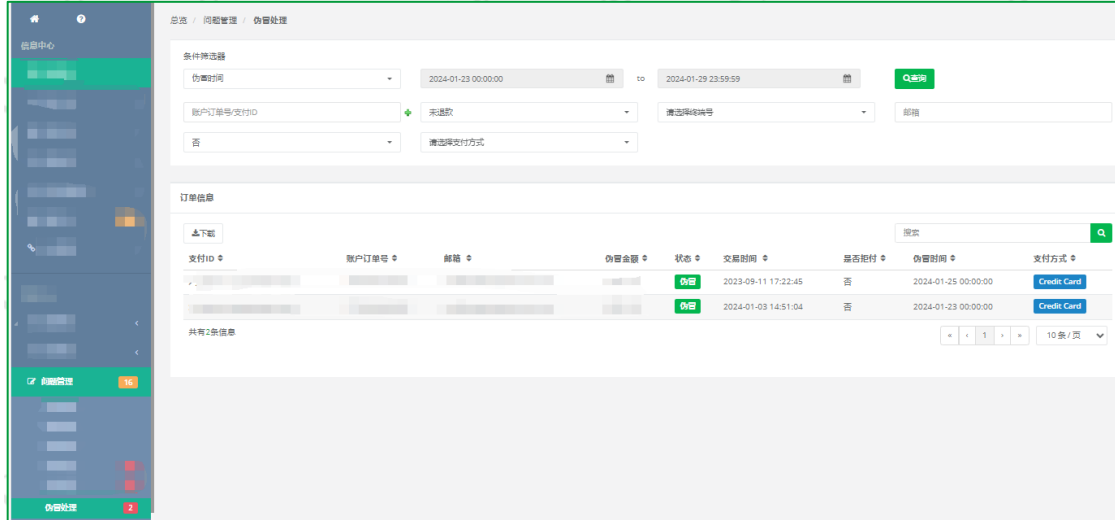 总览 / 问题管理 / 伪冒处理
信息中心
条件筛选器
伪冒时间 2024-01-23 00:00:00 to 2024-01-29 23:59:59 查询
账户订单号/支付ID 未退款 请选择终端号 邮箱
否 请选择支付方式
订单信息
下载 搜索
支付ID 账户订单号 邮箱 伪冒金额 状态 交易时间 是否拒付 伪冒时间 支付方式
伪冒 2023-09-11 17:22:45 否 2024-01-25 00:00:00 Credit Card
伪冒 2024-01-03 14:51:04 否 2024-01-23 00:00:00 Credit Card
共有2条信息 « ‹ 1 › » 10 条 / 页
问题管理 16
伪冒处理 2